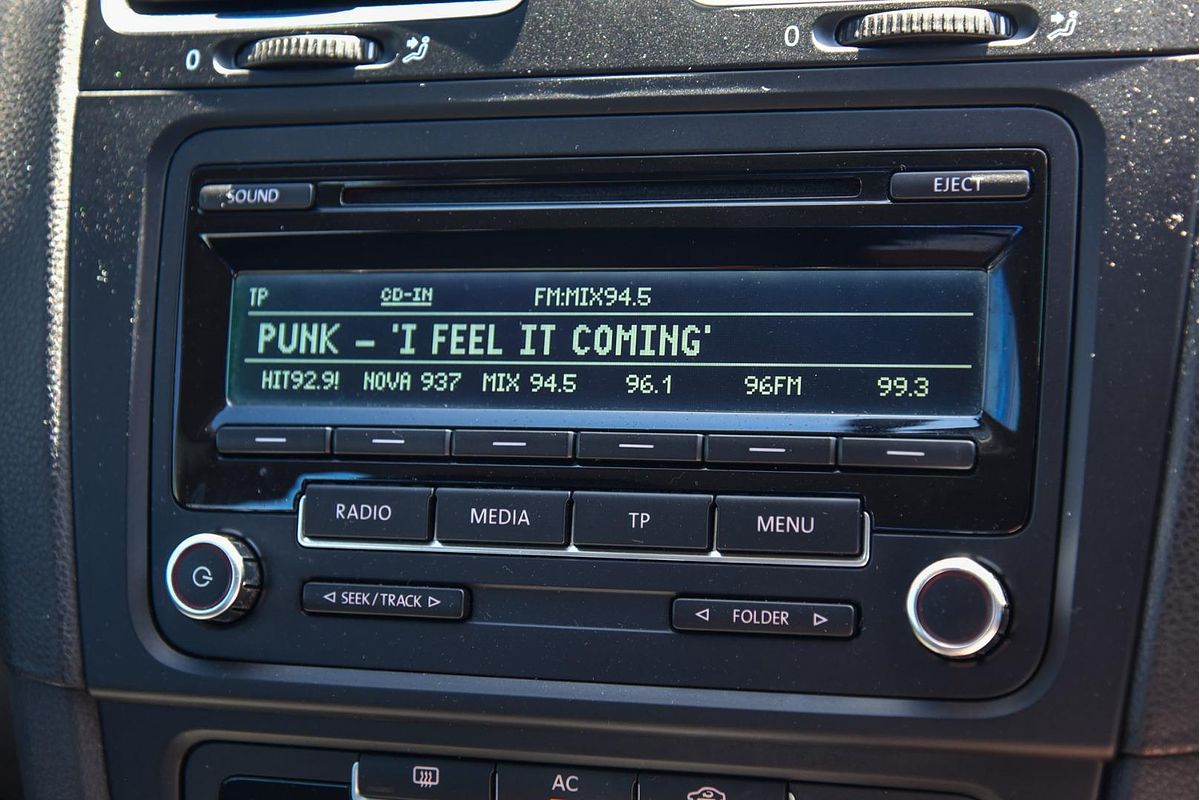 0 0
SOUND EJECT
TP CD-IN FM:MIX94.5
PUNK - 'I FEEL IT COMING'
HIT92.9! NOVA 937 MIX 94.5 96.1 96FM 99.3
RADIO MEDIA TP MENU
SEEK/TRACK FOLDER
AC